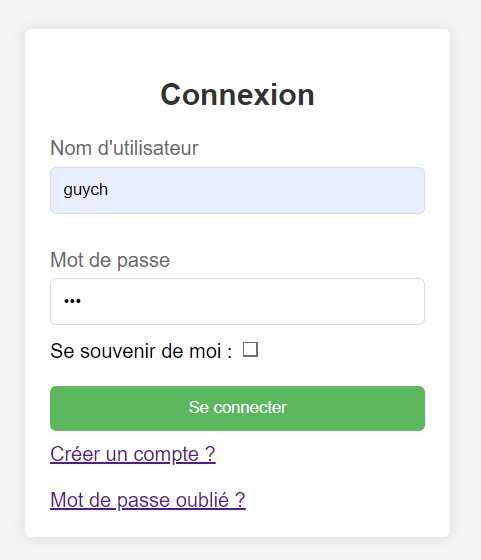 Connexion
Nom d'utilisateur
guych
Mot de passe
•••
Se souvenir de moi :
Se connecter
Créer un compte ?
Mot de passe oublié ?